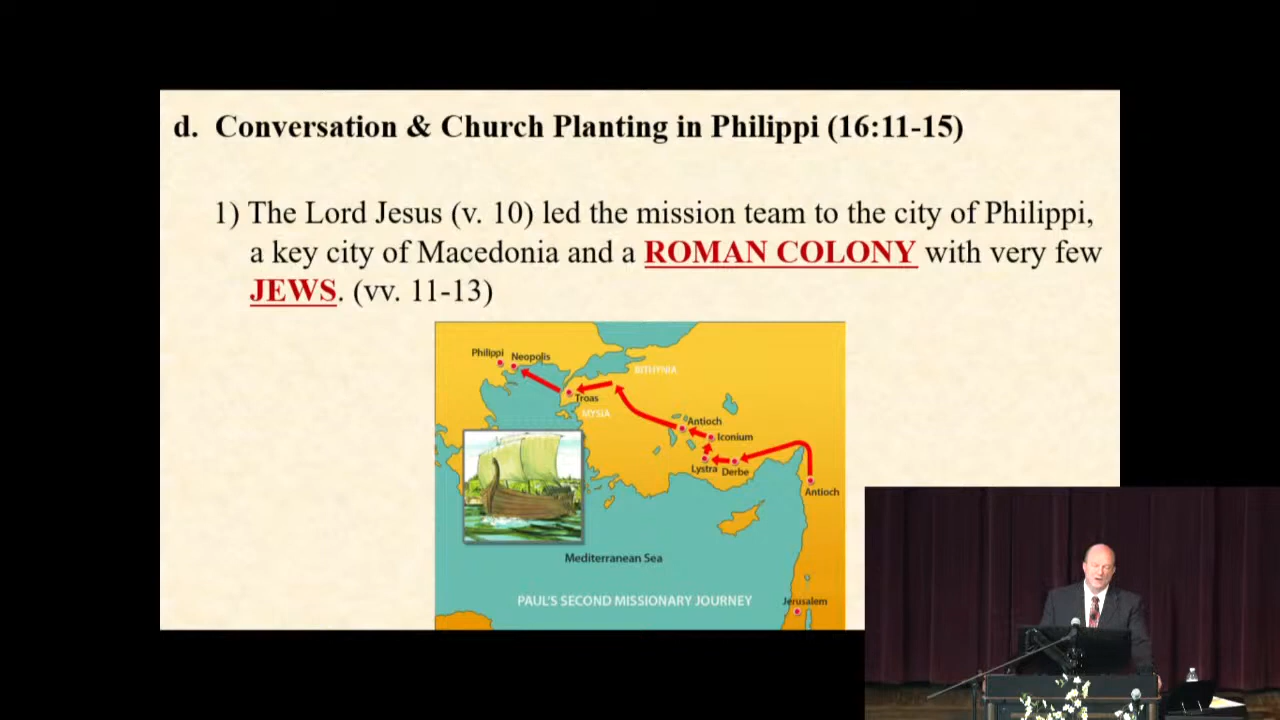 d. Conversation & Church Planting in Philippi (16:11-15)
1) The Lord Jesus (v. 10) led the mission team to the city of Philippi,
a key city of Macedonia and a ROMAN COLONY with very few
JEWS. (vv. 11-13)
Philippi
Neopolis
BITHYNIA
Troas
MYSIA
Antioch
Iconium
Lystra
Derbe
Antioch
Mediterranean Sea
PAUL'S SECOND MISSIONARY JOURNEY
Jerusalem